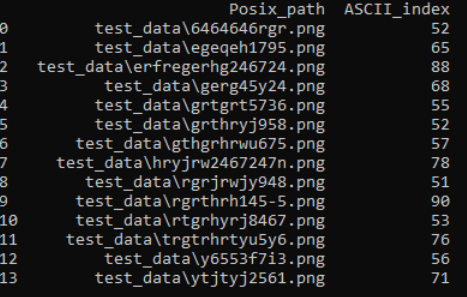 Posix_path ASCII_index
0 test_data\6464646rgr.png 52
1 test_data\egeqeh1795.png 65
2 test_data\erfregerhg246724.png 88
3 test_data\gerg45y24.png 68
4 test_data\grtgrt5736.png 55
5 test_data\grthryj958.png 52
6 test_data\gthgrhrwu675.png 57
7 test_data\hryjrw2467247n.png 78
8 test_data\rgrjrwjy948.png 51
9 test_data\rgrthrh145-5.png 90
10 test_data\rtgrhyrj8467.png 53
11 test_data\trgtrhrtyu5y6.png 76
12 test_data\y6553f7i3.png 56
13 test_data\ytjtyj2561.png 71